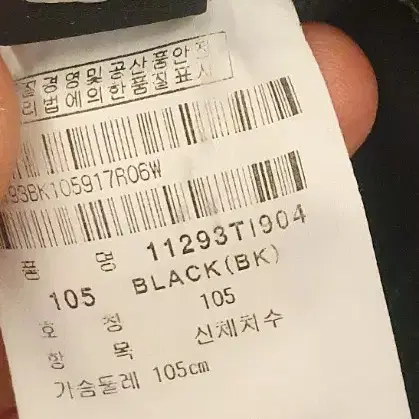 품질경영및공산품안전관리
법에의한품질표시
93BK105917R06W
품 명 11293TI904
105 BLACK(BK)
호 칭 105
항 목 신체치수
가슴둘레 105cm